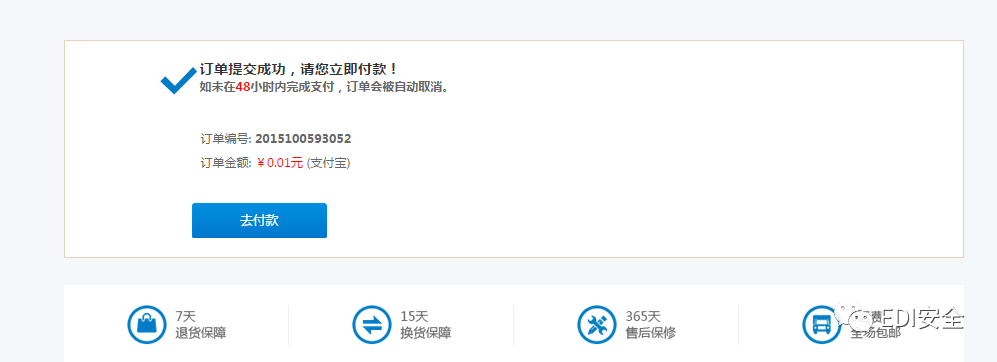 订单提交成功，请您立即付款！
如未在48小时内完成支付，订单会被自动取消。
订单编号: 2015100593052
订单金额: ￥0.01元 (支付宝)
去付款
7天
退货保障
15天
换货保障
365天
售后保修
费
全场包邮
EDI安全